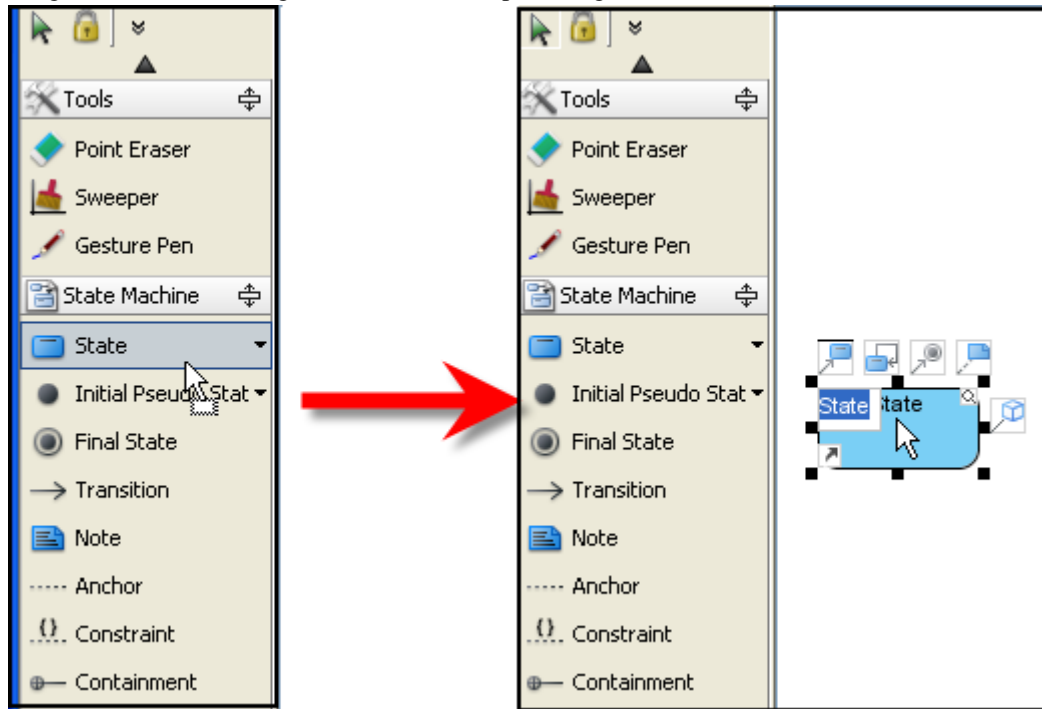 Tools
Point Eraser
Sweeper
Gesture Pen
State Machine
State
Initial Pseudo Stat
Final State
Transition
Note
Anchor
Constraint
Containment
Tools
Point Eraser
Sweeper
Gesture Pen
State Machine
State
Initial Pseudo Stat
Final State
Transition
Note
Anchor
Constraint
Containment
State State